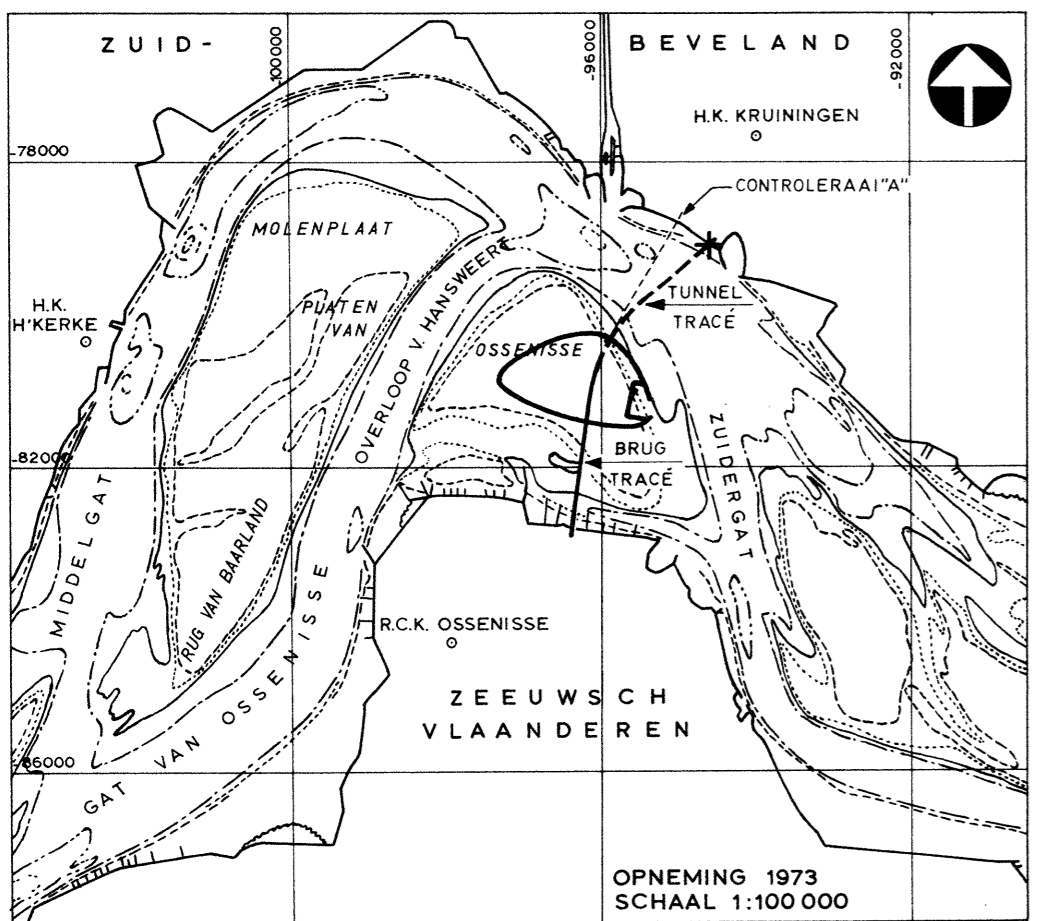 ZUID-
-100000
-96000
BEVELAND
-92000
H.K. KRUININGEN
-78000
CONTROLERAAI "A"
MOLENPLAAT
H.K.
H'KERKE
PLATEN
VAN
OVERLOOP V. HANSWEERT
TUNNEL
TRACÉ
OSSENISSE
ZUIDERGAT
BRUG
TRACÉ
-82000
MIDDELGAT
RUG VAN BAARLAND
R.C.K. OSSENISSE
GAT VAN OSSENISSE
ZEEUWSCH
VLAANDEREN
-86000
OPNEMING 1973
SCHAAL 1:100 000